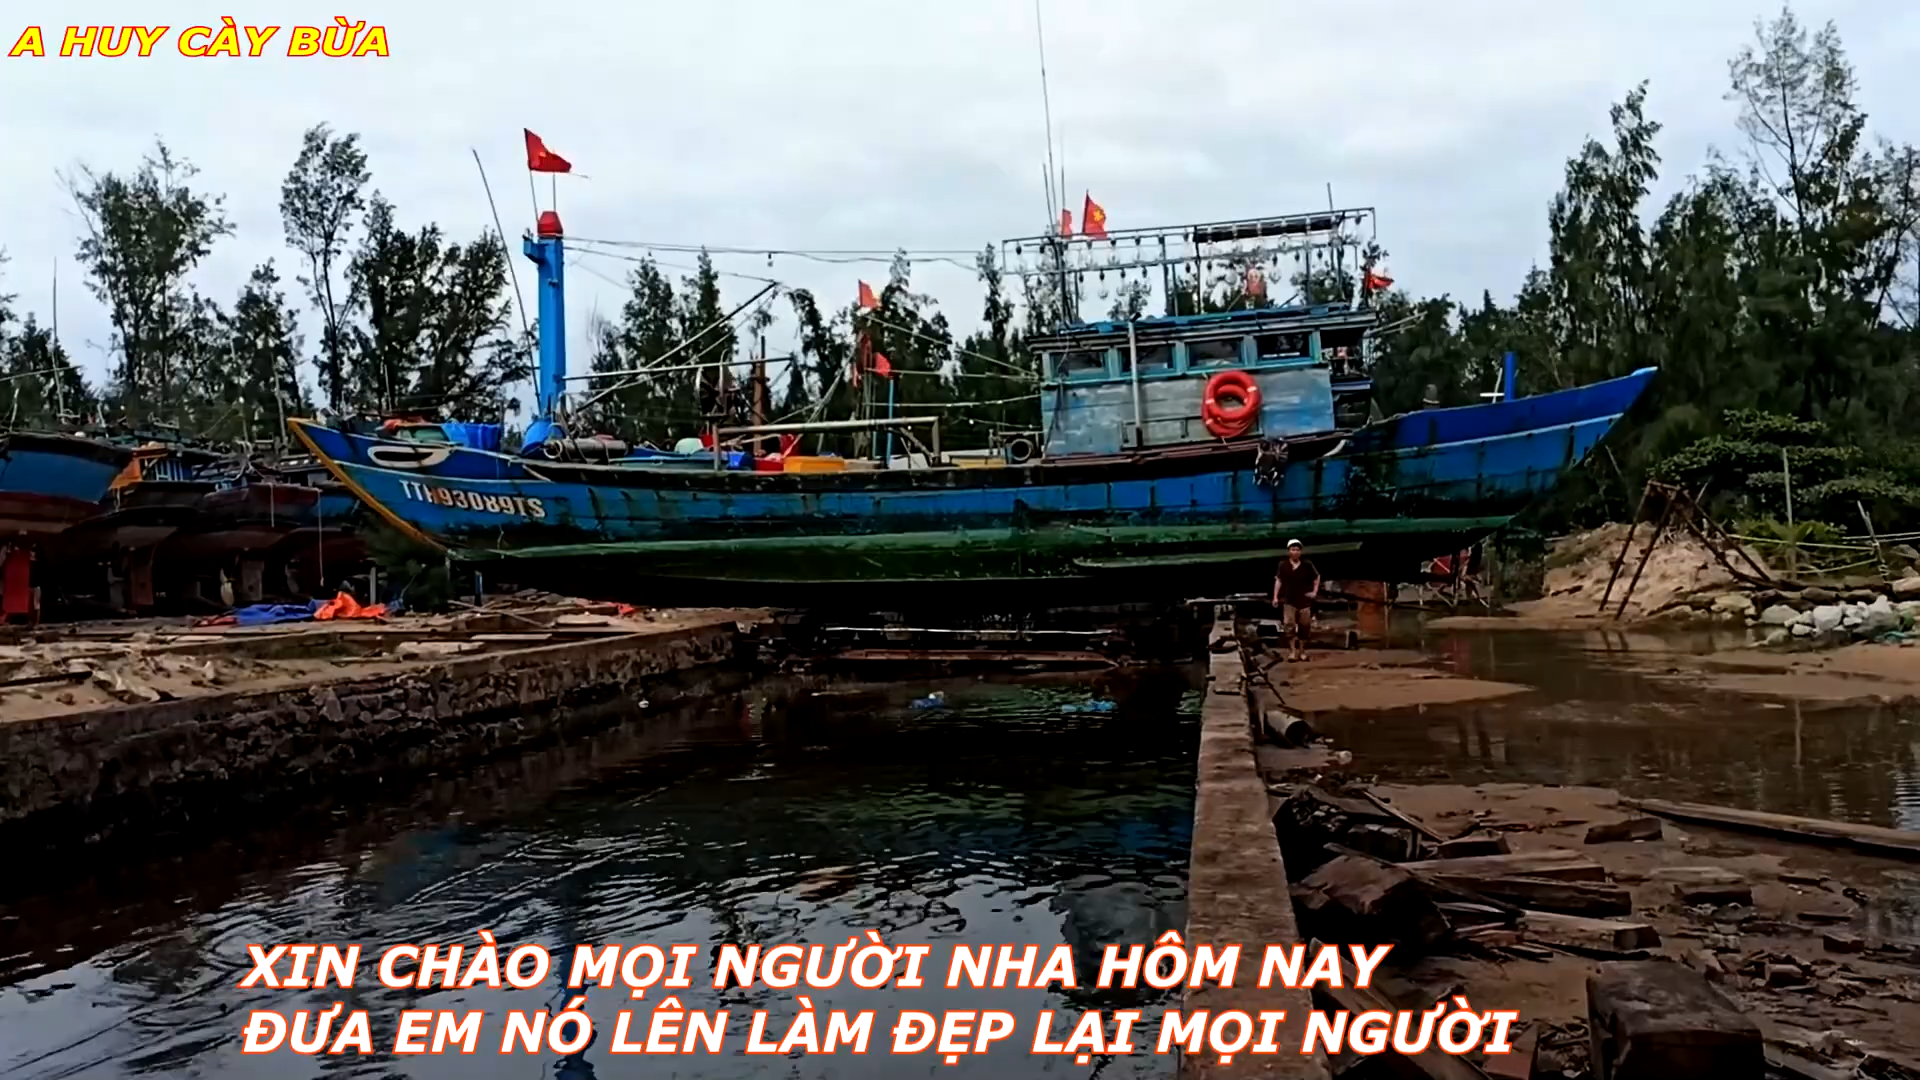 A HUY CÀY BỪA
TTH93089TS
XIN CHÀO MỌI NGƯỜI NHA HÔM NAY
ĐƯA EM NÓ LÊN LÀM ĐẸP LẠI MỌI NGƯỜI